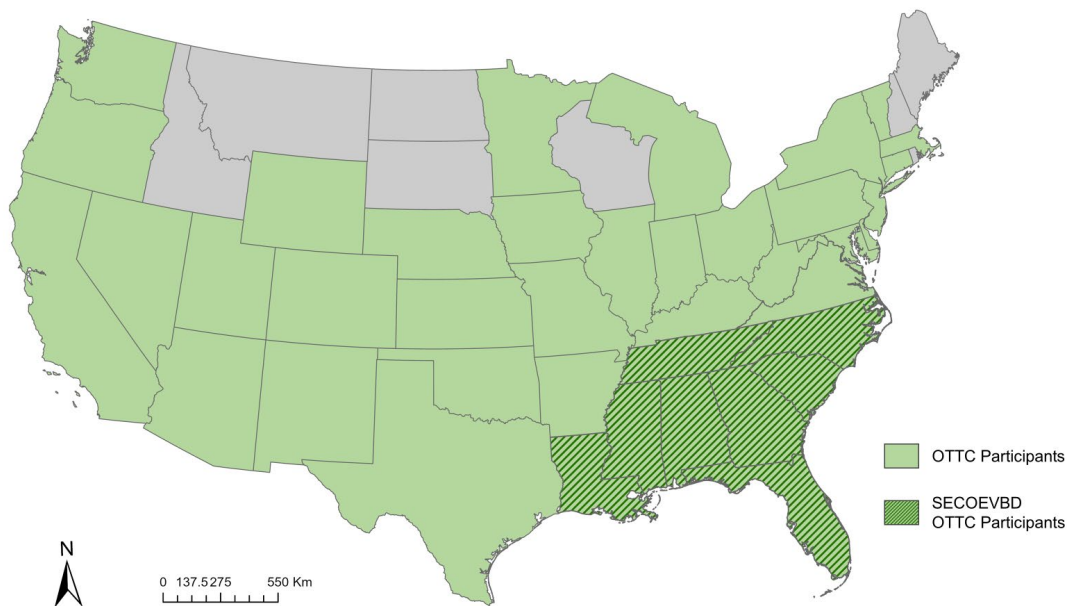 OTTC Participants
SECOEVBD
OTTC Participants
N
0 137.5 275 550 Km